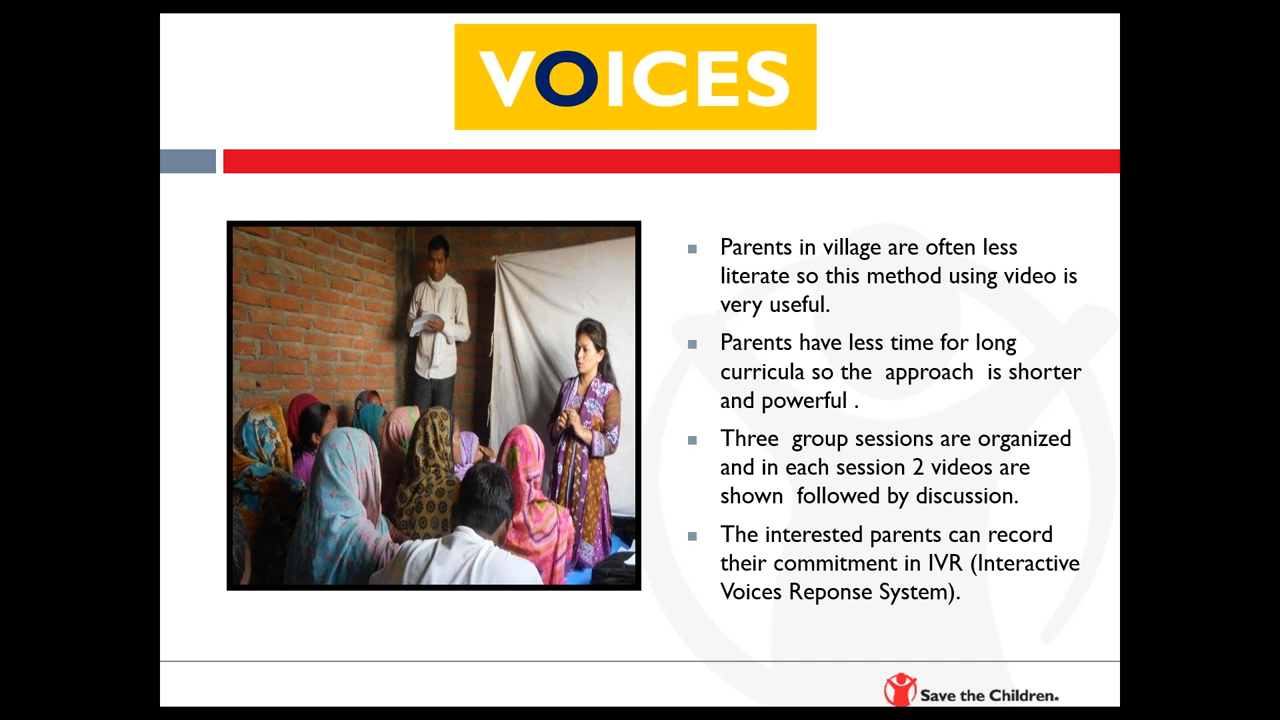 VOICES
Parents in village are often less
literate so this method using video is
very useful.
Parents have less time for long
curricula so the approach is shorter
and powerful .
Three group sessions are organized
and in each session 2 videos are
shown followed by discussion.
The interested parents can record
their commitment in IVR (Interactive
Voices Reponse System).
Save the Children.